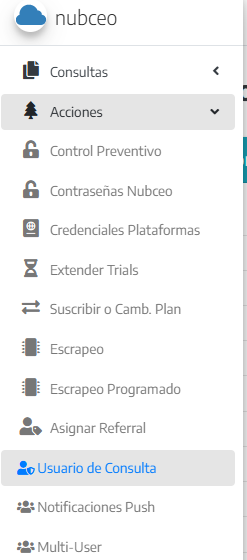 nubceo
Consultas
Acciones
Control Preventivo
Contraseñas Nubceo
Credenciales Plataformas
Extender Trials
Suscribir o Camb. Plan
Escrapeo
Escrapeo Programado
Asignar Referral
Usuario de Consulta
Notificaciones Push
Multi-User